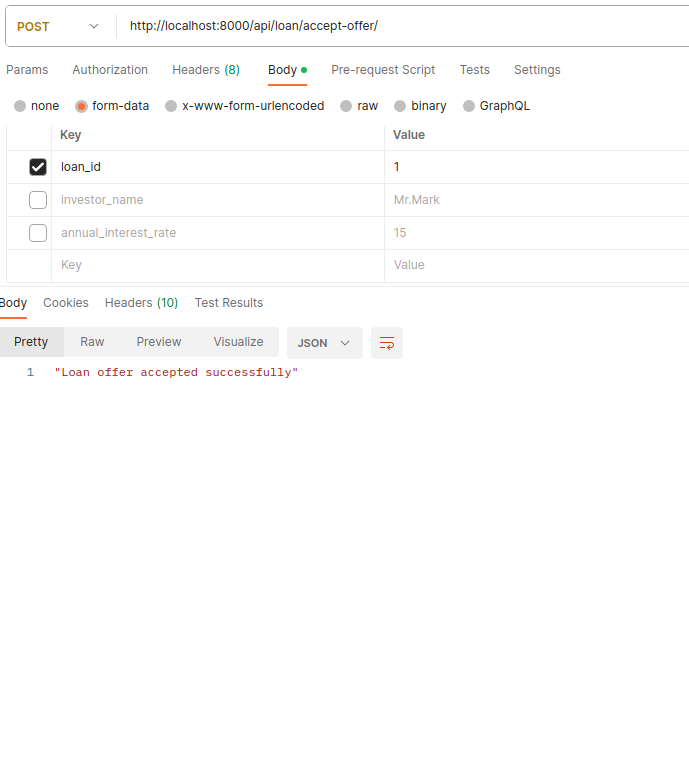 POST http://localhost:8000/api/loan/accept-offer/
Params Authorization Headers (8) Body Pre-request Script Tests Settings
none form-data x-www-form-urlencoded raw binary GraphQL
Key Value
loan_id 1
investor_name Mr.Mark
annual_interest_rate 15
Key Value
Body Cookies Headers (10) Test Results
Pretty Raw Preview Visualize JSON
1 "Loan offer accepted successfully"